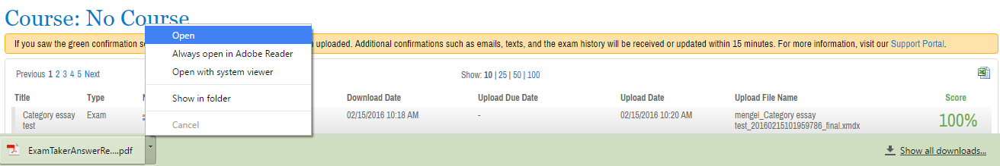 Course: No Course
Open
If you saw the green confirmation s
n uploaded. Additional confirmations such as emails, texts, and the exam history will be received or updated within 15 minutes. For more information, visit our Support Portal.
Always open in Adobe Reader
Open with system viewer
Show in folder
Cancel
Previous 1 2 3 4 5 Next
Show: 10 | 25 | 50 | 100
Title Type Download Date Upload Due Date Upload Date Upload File Name Score
Category essay test
Exam
02/15/2016 10:18 AM
-
02/15/2016 10:20 AM
mengel_Category essay
test_20160215101959786_final.xmdx
100%
ExamTakerAnswerRe....pdf
Show all downloads...